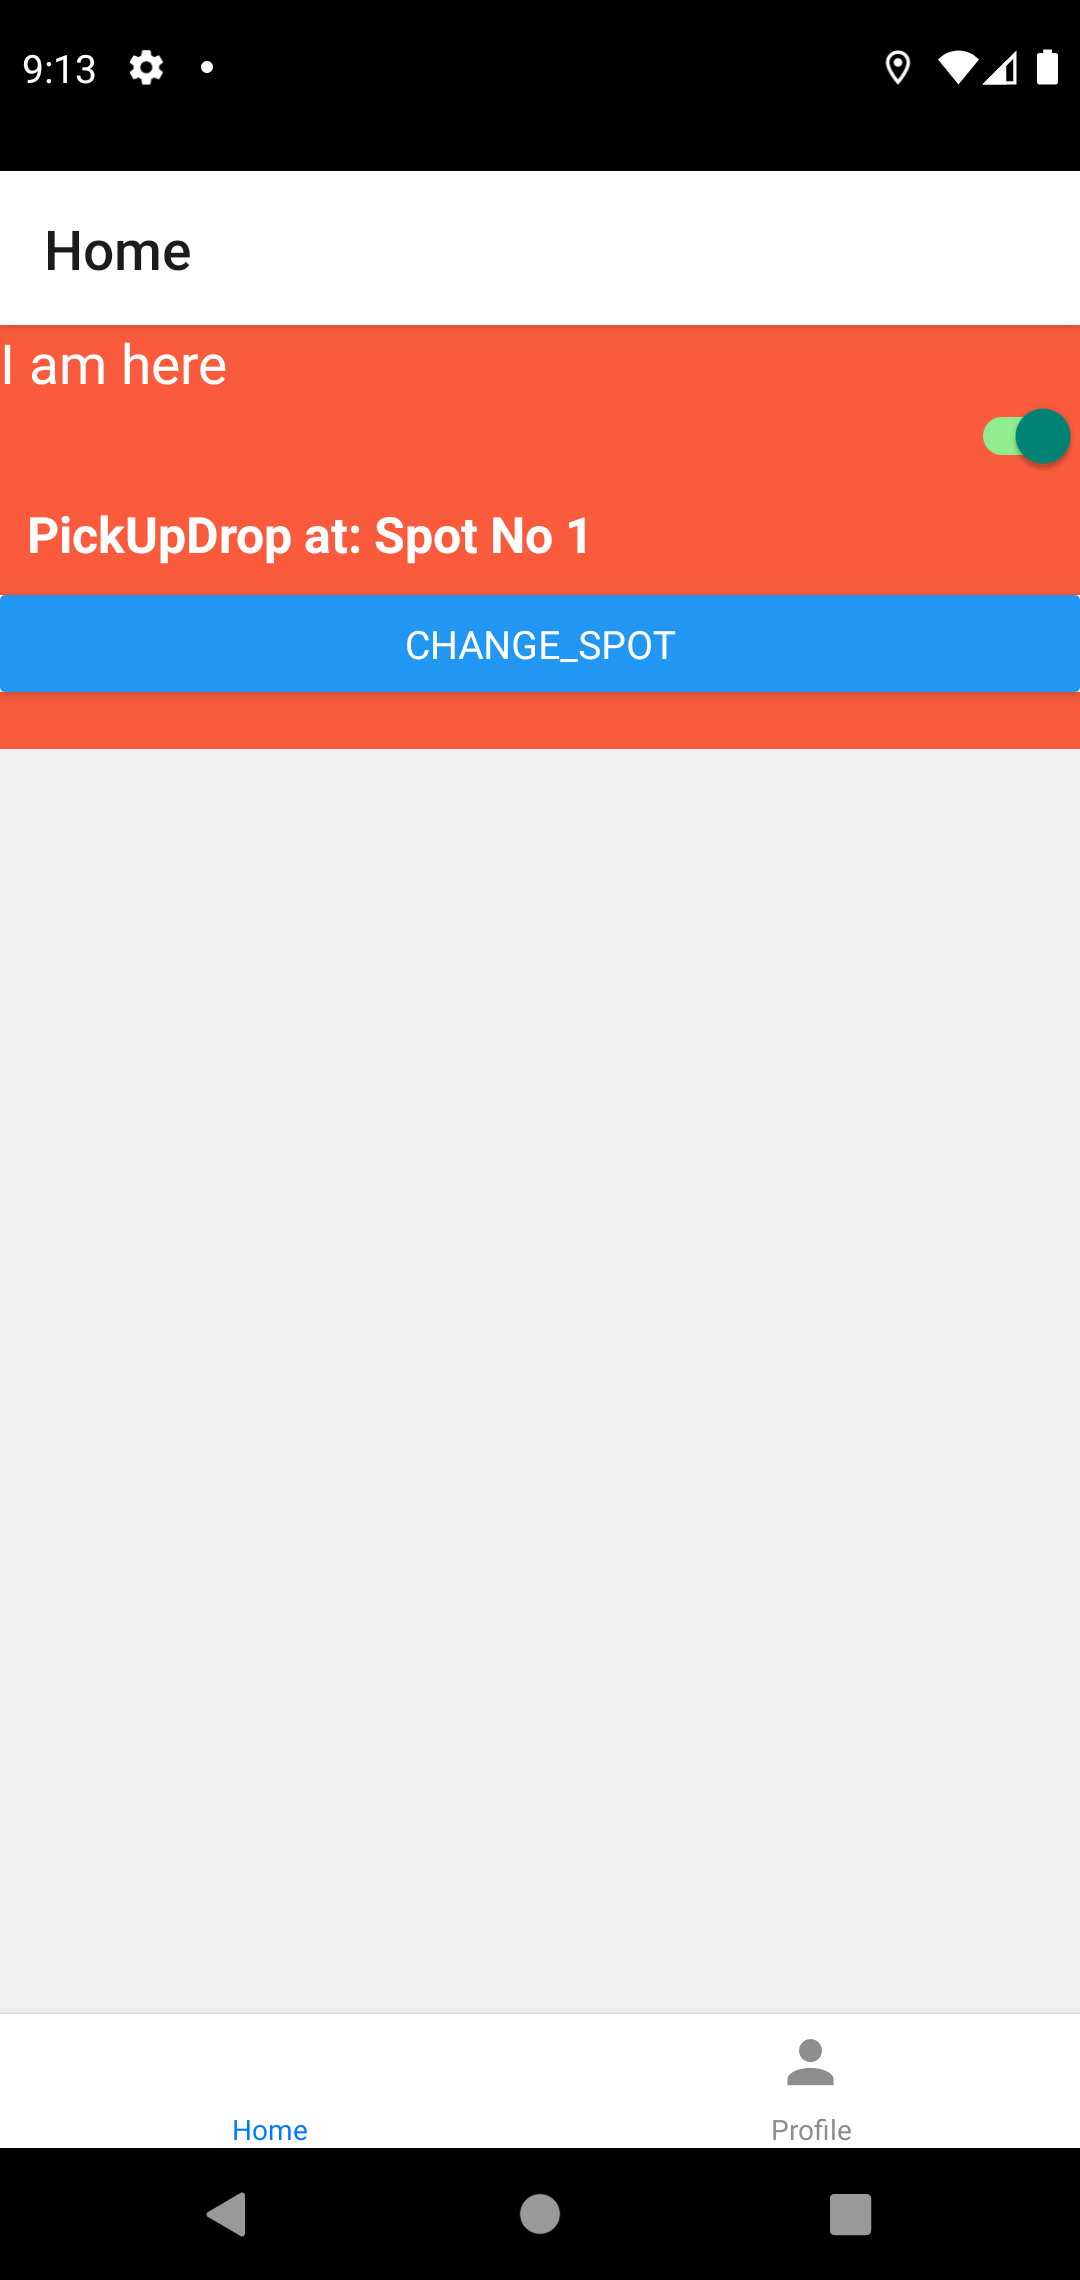 9:13
Home
I am here
PickUpDrop at: Spot No 1
CHANGE_SPOT
Home
Profile